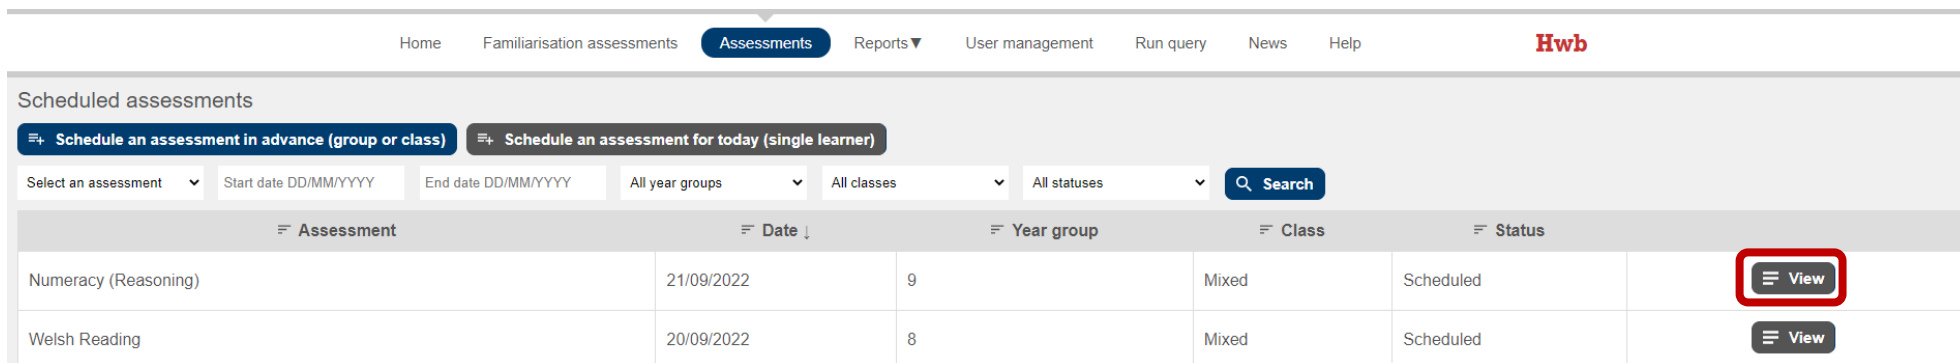 Home Familiarisation assessments Assessments Reports▼ User management Run query News Help Hwb
Scheduled assessments
Schedule an assessment in advance (group or class) Schedule an assessment for today (single learner)
Select an assessment Start date DD/MM/YYYY End date DD/MM/YYYY All year groups All classes All statuses Search
Assessment Date ↓ Year group Class Status
Numeracy (Reasoning) 21/09/2022 9 Mixed Scheduled View
Welsh Reading 20/09/2022 8 Mixed Scheduled View